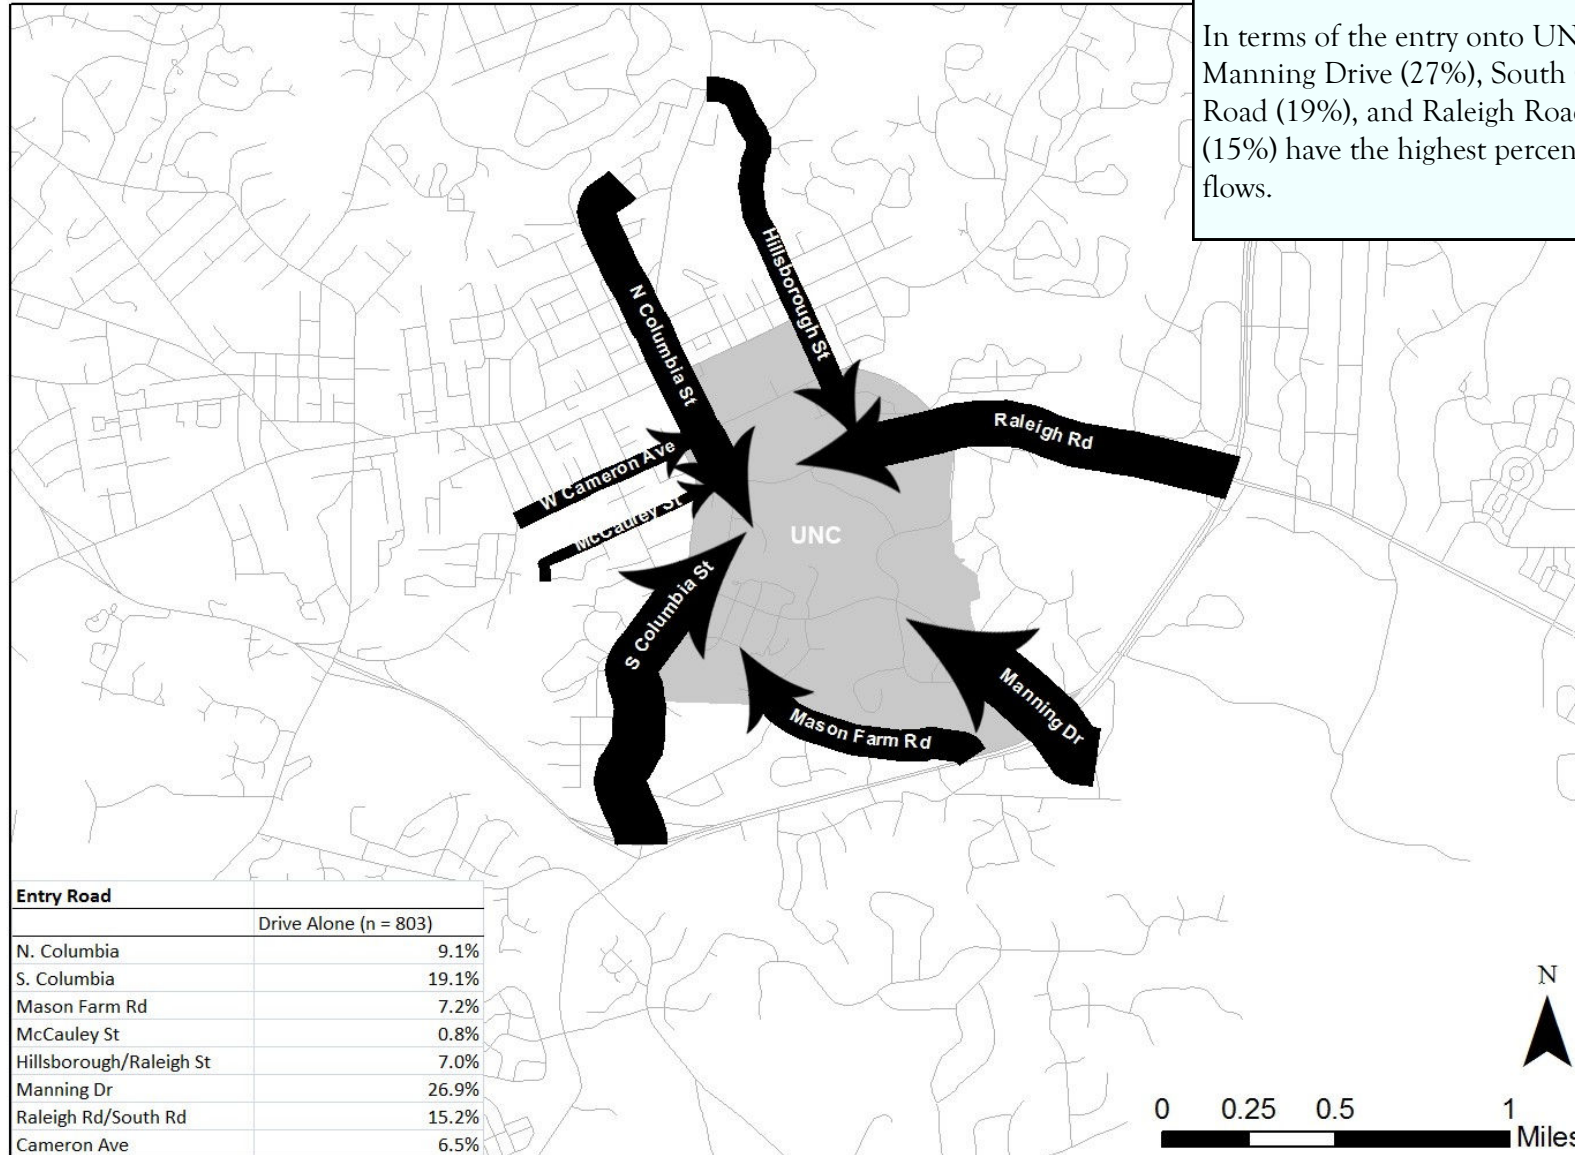 In terms of the entry onto UN
Manning Drive (27%), South
Road (19%), and Raleigh Road
(15%) have the highest percen
flows.
Hillsborough St
N Columbia St
Raleigh Rd
W Cameron Ave
McCauley St
UNC
S Columbia St
Manning Dr
Mason Farm Rd
Entry Road
Drive Alone (n = 803)
N. Columbia 9.1%
S. Columbia 19.1%
Mason Farm Rd 7.2%
McCauley St 0.8%
Hillsborough/Raleigh St 7.0%
Manning Dr 26.9%
Raleigh Rd/South Rd 15.2%
Cameron Ave 6.5%
N
0 0.25 0.5 1
Miles